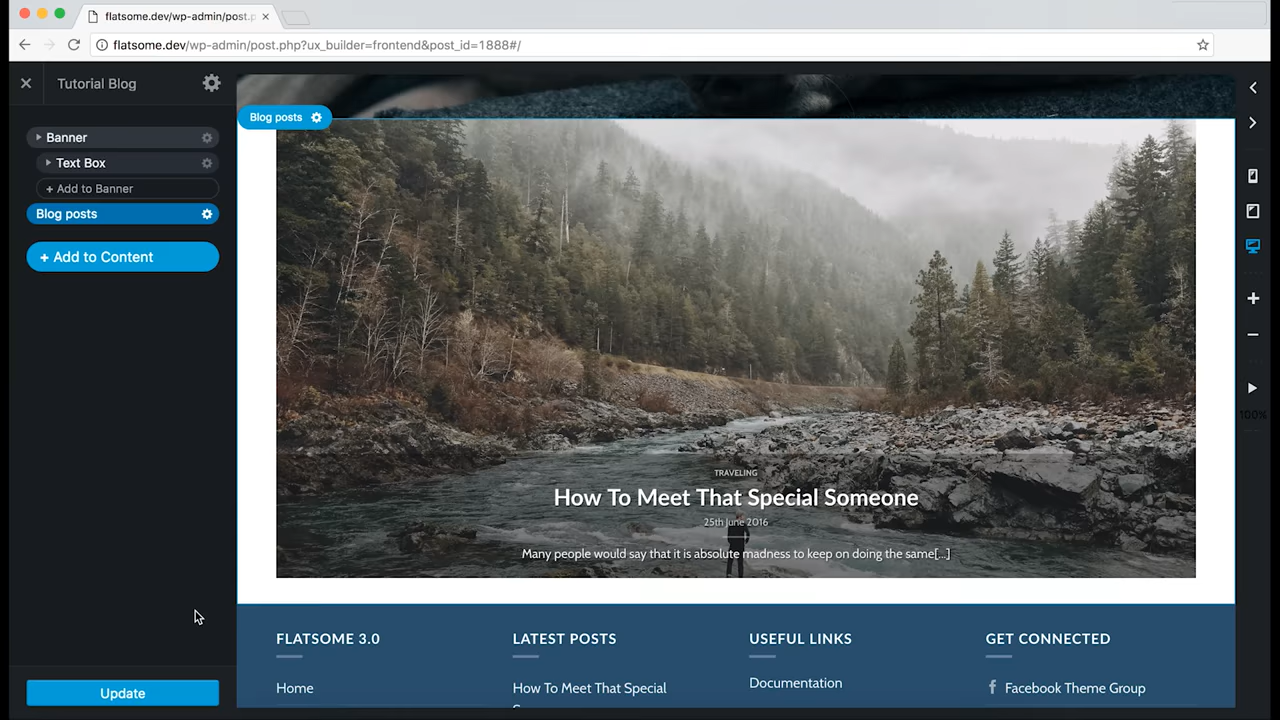 flatsome.dev/wp-admin/post.p
flatsome.dev/wp-admin/post.php?ux_builder=frontend&post_id=1888#/
Tutorial Blog
Banner
Text Box
+ Add to Banner
Blog posts
+ Add to Content
Update
Blog posts
TRAVELING
How To Meet That Special Someone
25th June 2016
Many people would say that it is absolute madness to keep on doing the same[...]
FLATSOME 3.0
Home
LATEST POSTS
How To Meet That Special
USEFUL LINKS
Documentation
GET CONNECTED
Facebook Theme Group
100%